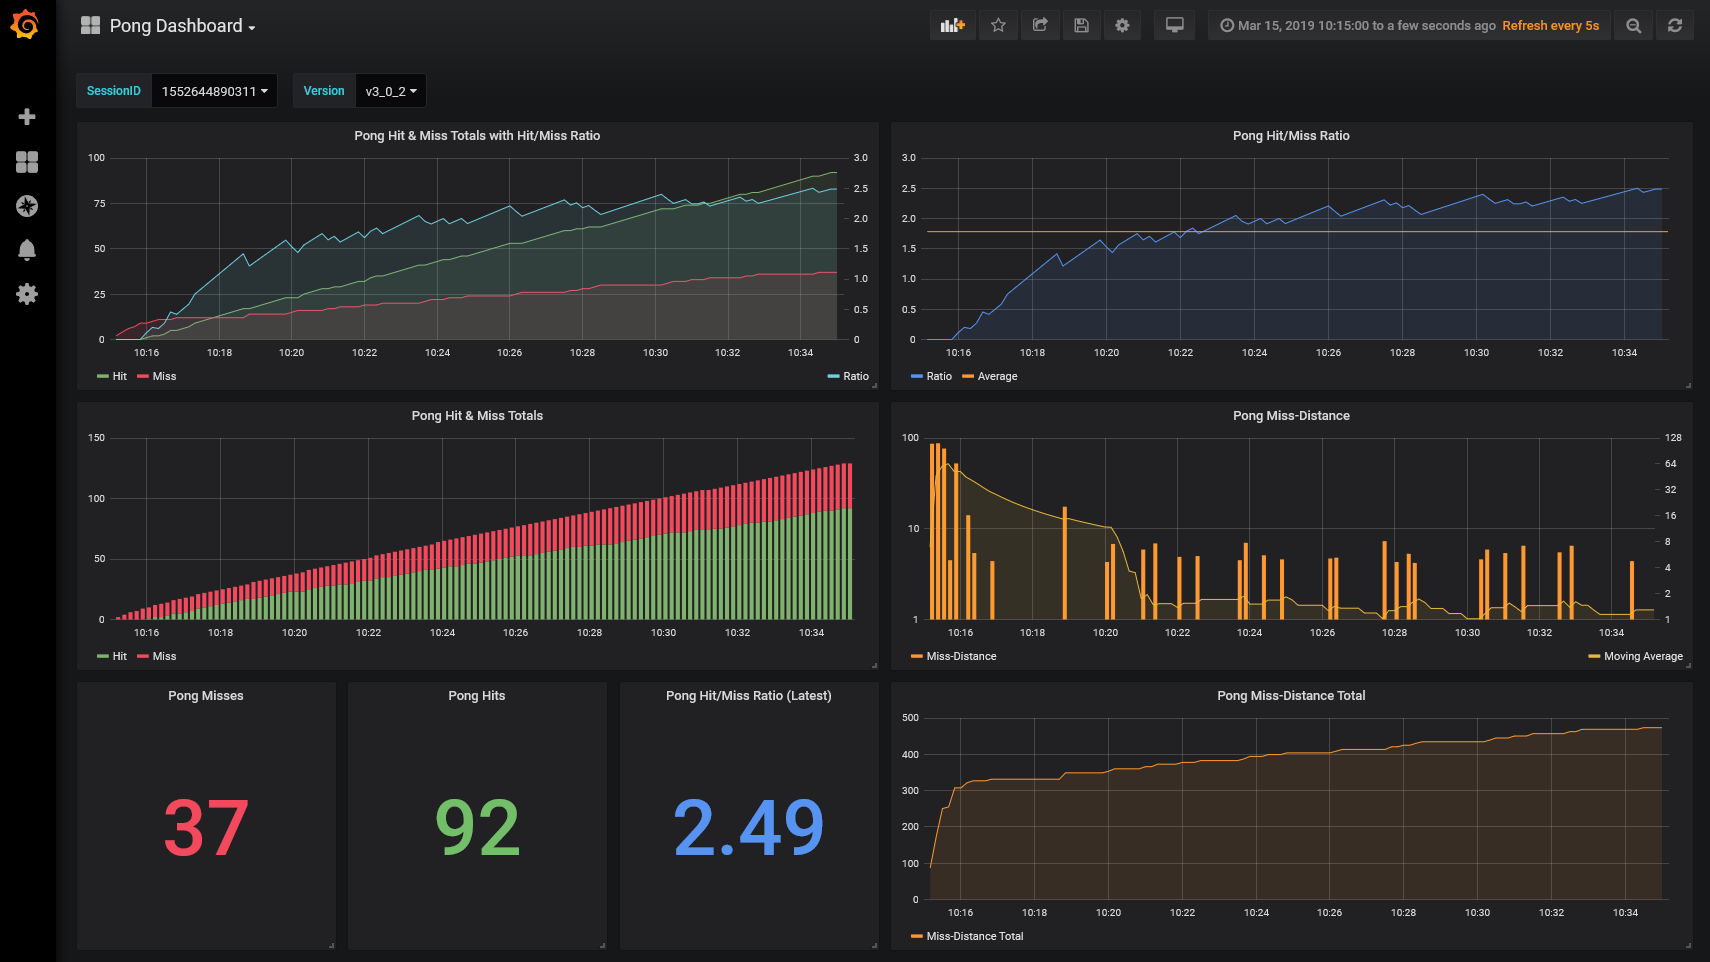 Pong Dashboard
Mar 15, 2019 10:15:00 to a few seconds ago Refresh every 5s
SessionID 1552644890311 Version v3_0_2
Pong Hit & Miss Totals with Hit/Miss Ratio
100 3.0
2.5
75
2.0
50 1.5
1.0
25
0.5
0 0
10:16 10:18 10:20 10:22 10:24 10:26 10:28 10:30 10:32 10:34
Hit Miss Ratio
Pong Hit/Miss Ratio
3.0
2.5
2.0
1.5
1.0
0.5
0
10:16 10:18 10:20 10:22 10:24 10:26 10:28 10:30 10:32 10:34
Ratio Average
Pong Hit & Miss Totals
150
100
50
0
10:16 10:18 10:20 10:22 10:24 10:26 10:28 10:30 10:32 10:34
Hit Miss
Pong Miss-Distance
100 128
64
32
16
10
8
4
2
1 1
10:16 10:18 10:20 10:22 10:24 10:26 10:28 10:30 10:32 10:34
Miss-Distance Moving Average
Pong Misses
37
Pong Hits
92
Pong Hit/Miss Ratio (Latest)
2.49
Pong Miss-Distance Total
500
400
300
200
100
0
10:16 10:18 10:20 10:22 10:24 10:26 10:28 10:30 10:32 10:34
Miss-Distance Total